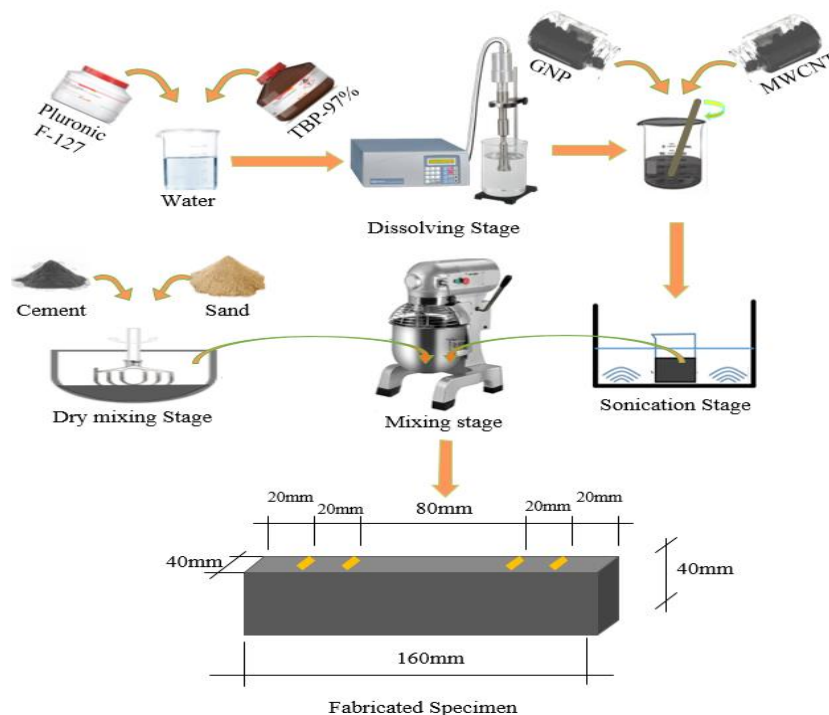 Pluronic
F-127
TBP-97%
Water
GNP
MWCNT
Dissolving Stage
Cement
Sand
Dry mixing Stage
Mixing stage
Sonication Stage
20mm
20mm
80mm
20mm
20mm
40mm
40mm
160mm
Fabricated Specimen